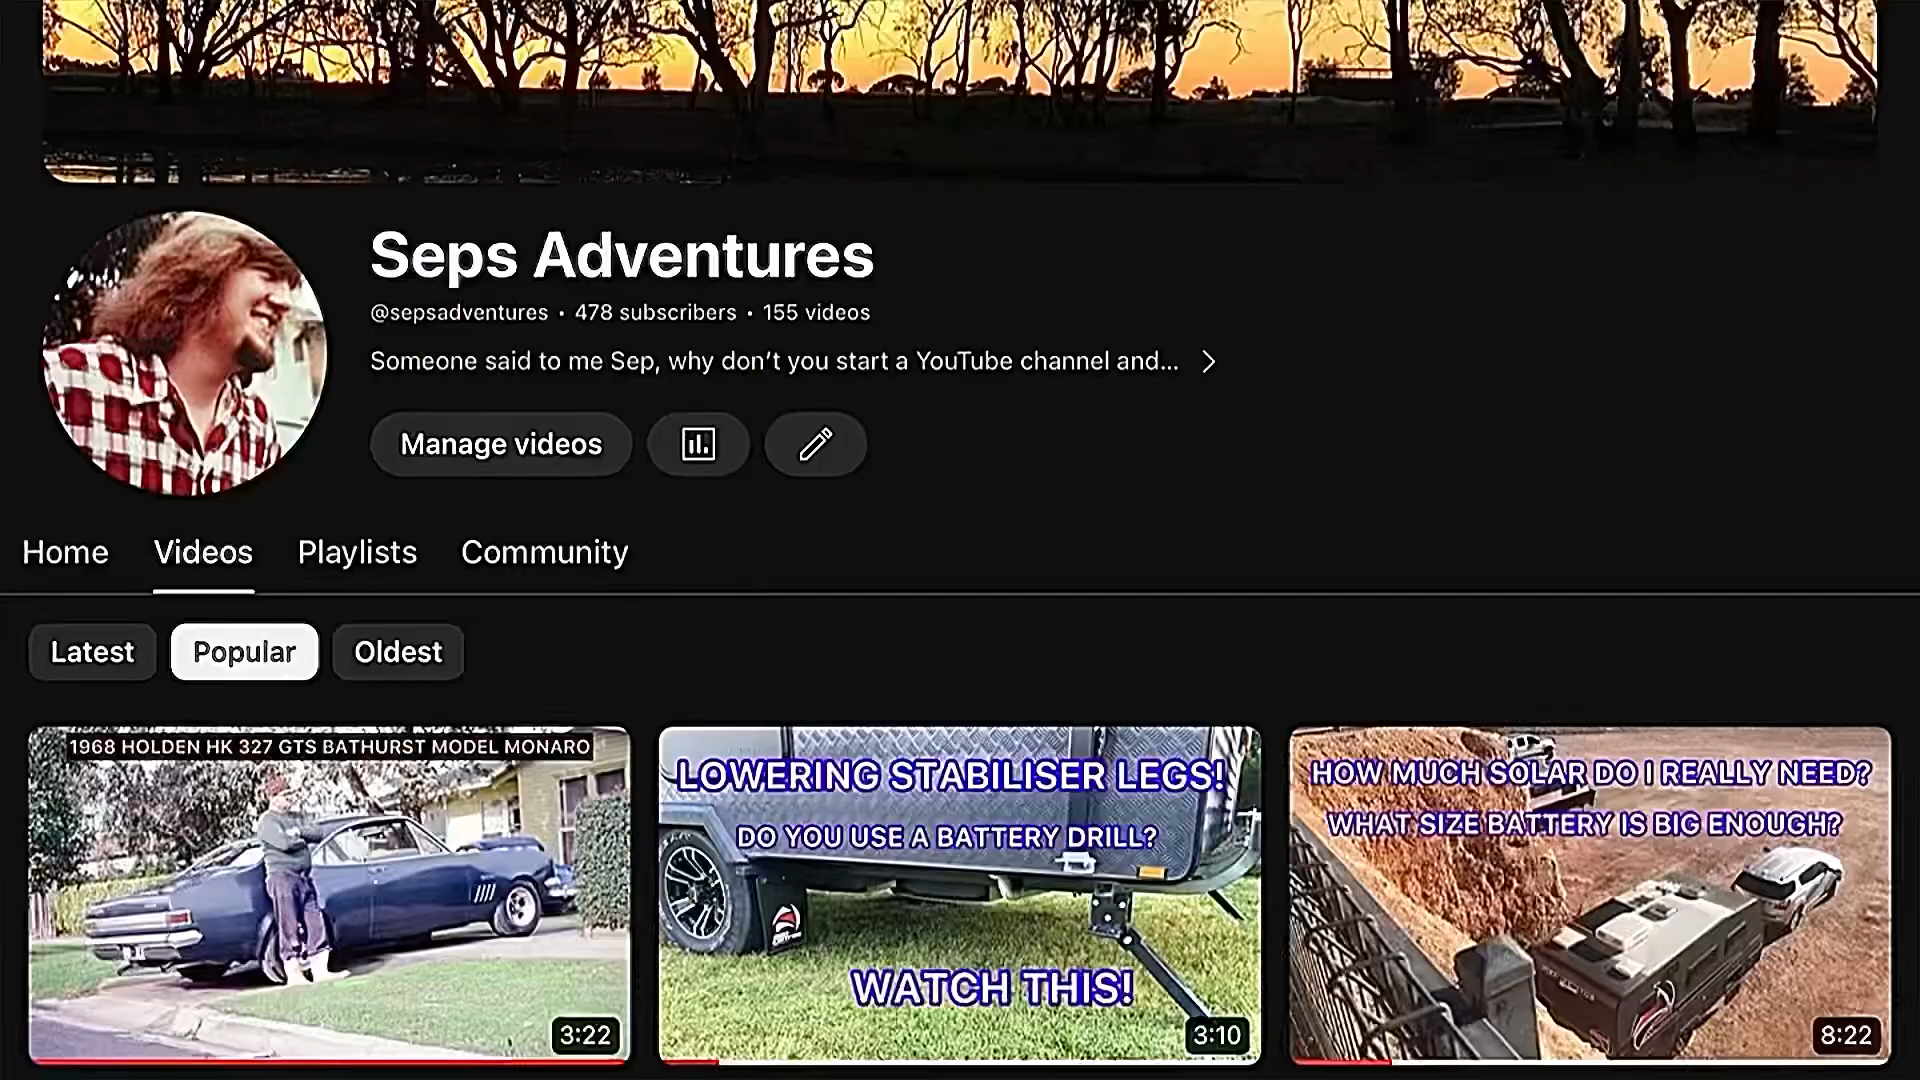 Seps Adventures
@sepsadventures • 478 subscribers • 155 videos
Someone said to me Sep, why don’t you start a YouTube channel and...
Manage videos
Home Videos Playlists Community
Latest Popular Oldest
1968 HOLDEN HK 327 GTS BATHURST MODEL MONARO
3:22
LOWERING STABILISER LEGS!
DO YOU USE A BATTERY DRILL?
WATCH THIS!
3:10
HOW MUCH SOLAR DO I REALLY NEED?
WHAT SIZE BATTERY IS BIG ENOUGH?
8:22